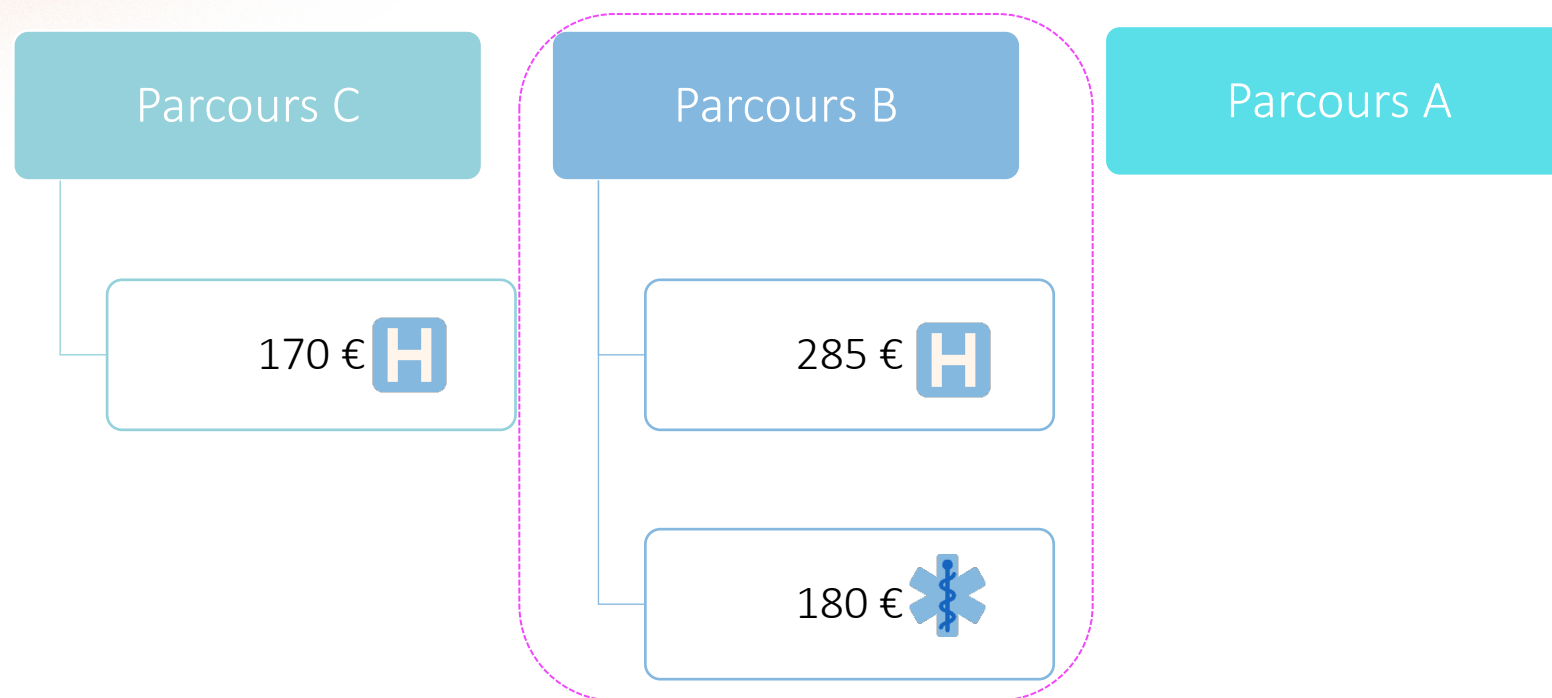 Parcours C
Parcours B
Parcours A
170 € H
285 € H
180 €